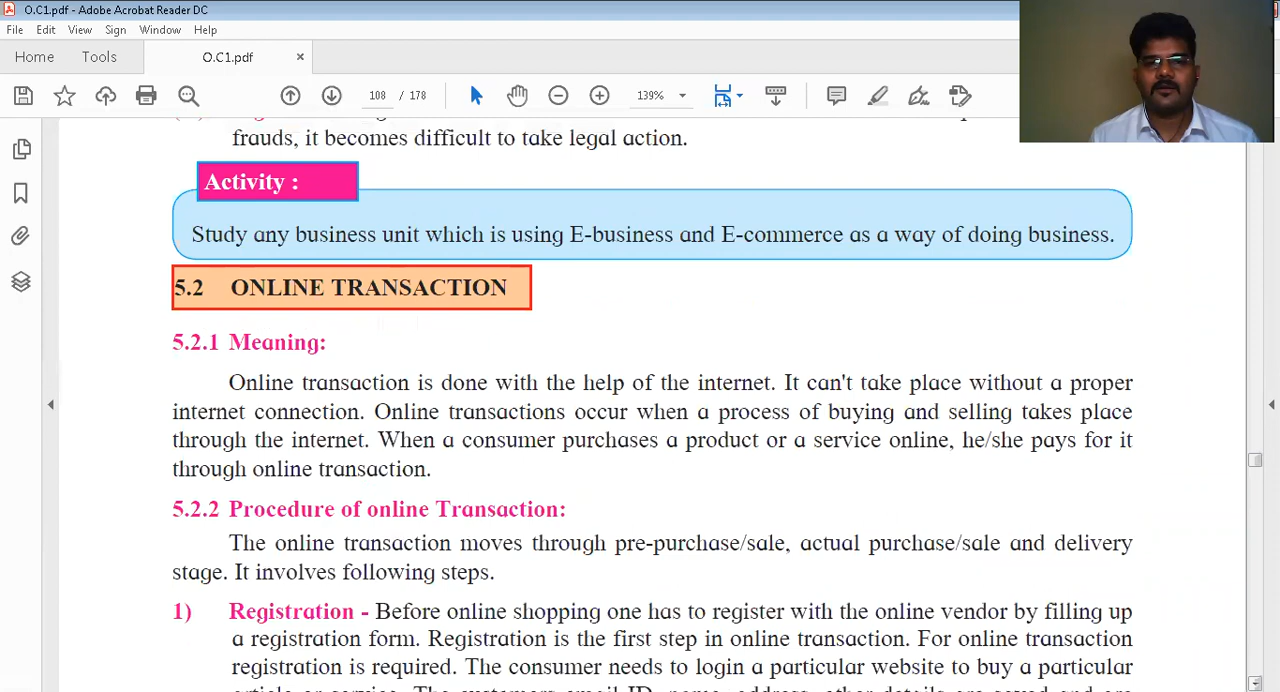 O.C1.pdf - Adobe Acrobat Reader DC
File Edit View Sign Window Help
Home Tools O.C1.pdf ×
108 / 178 139%
frauds, it becomes difficult to take legal action.
Activity :
Study any business unit which is using E-business and E-commerce as a way of doing business.
5.2 ONLINE TRANSACTION
5.2.1 Meaning:
Online transaction is done with the help of the internet. It can't take place without a proper
internet connection. Online transactions occur when a process of buying and selling takes place
through the internet. When a consumer purchases a product or a service online, he/she pays for it
through online transaction.
5.2.2 Procedure of online Transaction:
The online transaction moves through pre-purchase/sale, actual purchase/sale and delivery
stage. It involves following steps.
1) Registration - Before online shopping one has to register with the online vendor by filling up
a registration form. Registration is the first step in online transaction. For online transaction
registration is required. The consumer needs to login a particular website to buy a particular